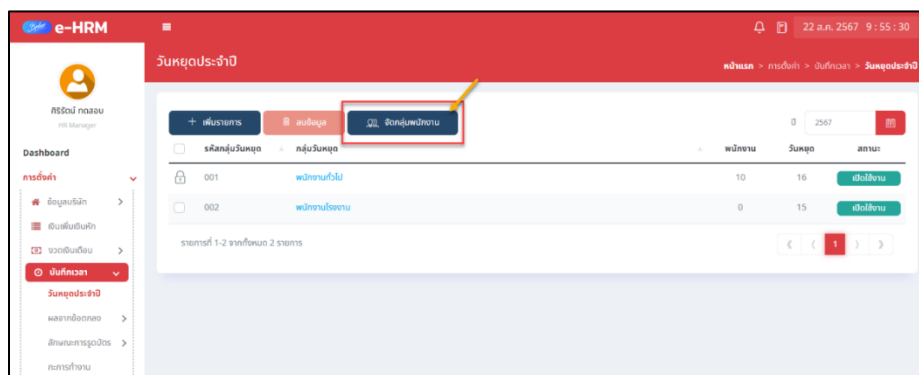 e-HRM
22 ส.ค. 2567 9 : 55 : 30
วันหยุดประจำปี
หน้าแรก > การตั้งค่า > บันทึกเวลา > วันหยุดประจำปี
ศิริรัตน์ ทดสอบ
HR Manager
+ เพิ่มรายการ ลบข้อมูล จัดกลุ่มพนักงาน ปี 2567
Dashboard
รหัสกลุ่มวันหยุด กลุ่มวันหยุด พนักงาน วันหยุด สถานะ
การตั้งค่า
001 พนักงานทั่วไป 10 16 เปิดใช้งาน
ข้อมูลบริษัท
002 พนักงานโรงงาน 0 15 เปิดใช้งาน
เงินเพิ่มเงินหัก
รายการที่ 1-2 จากทั้งหมด 2 รายการ 1
งวดเงินเดือน
บันทึกเวลา
วันหยุดประจำปี
ผลจากข้อตกลง
ลักษณะการรูดบัตร
กะการทำงาน